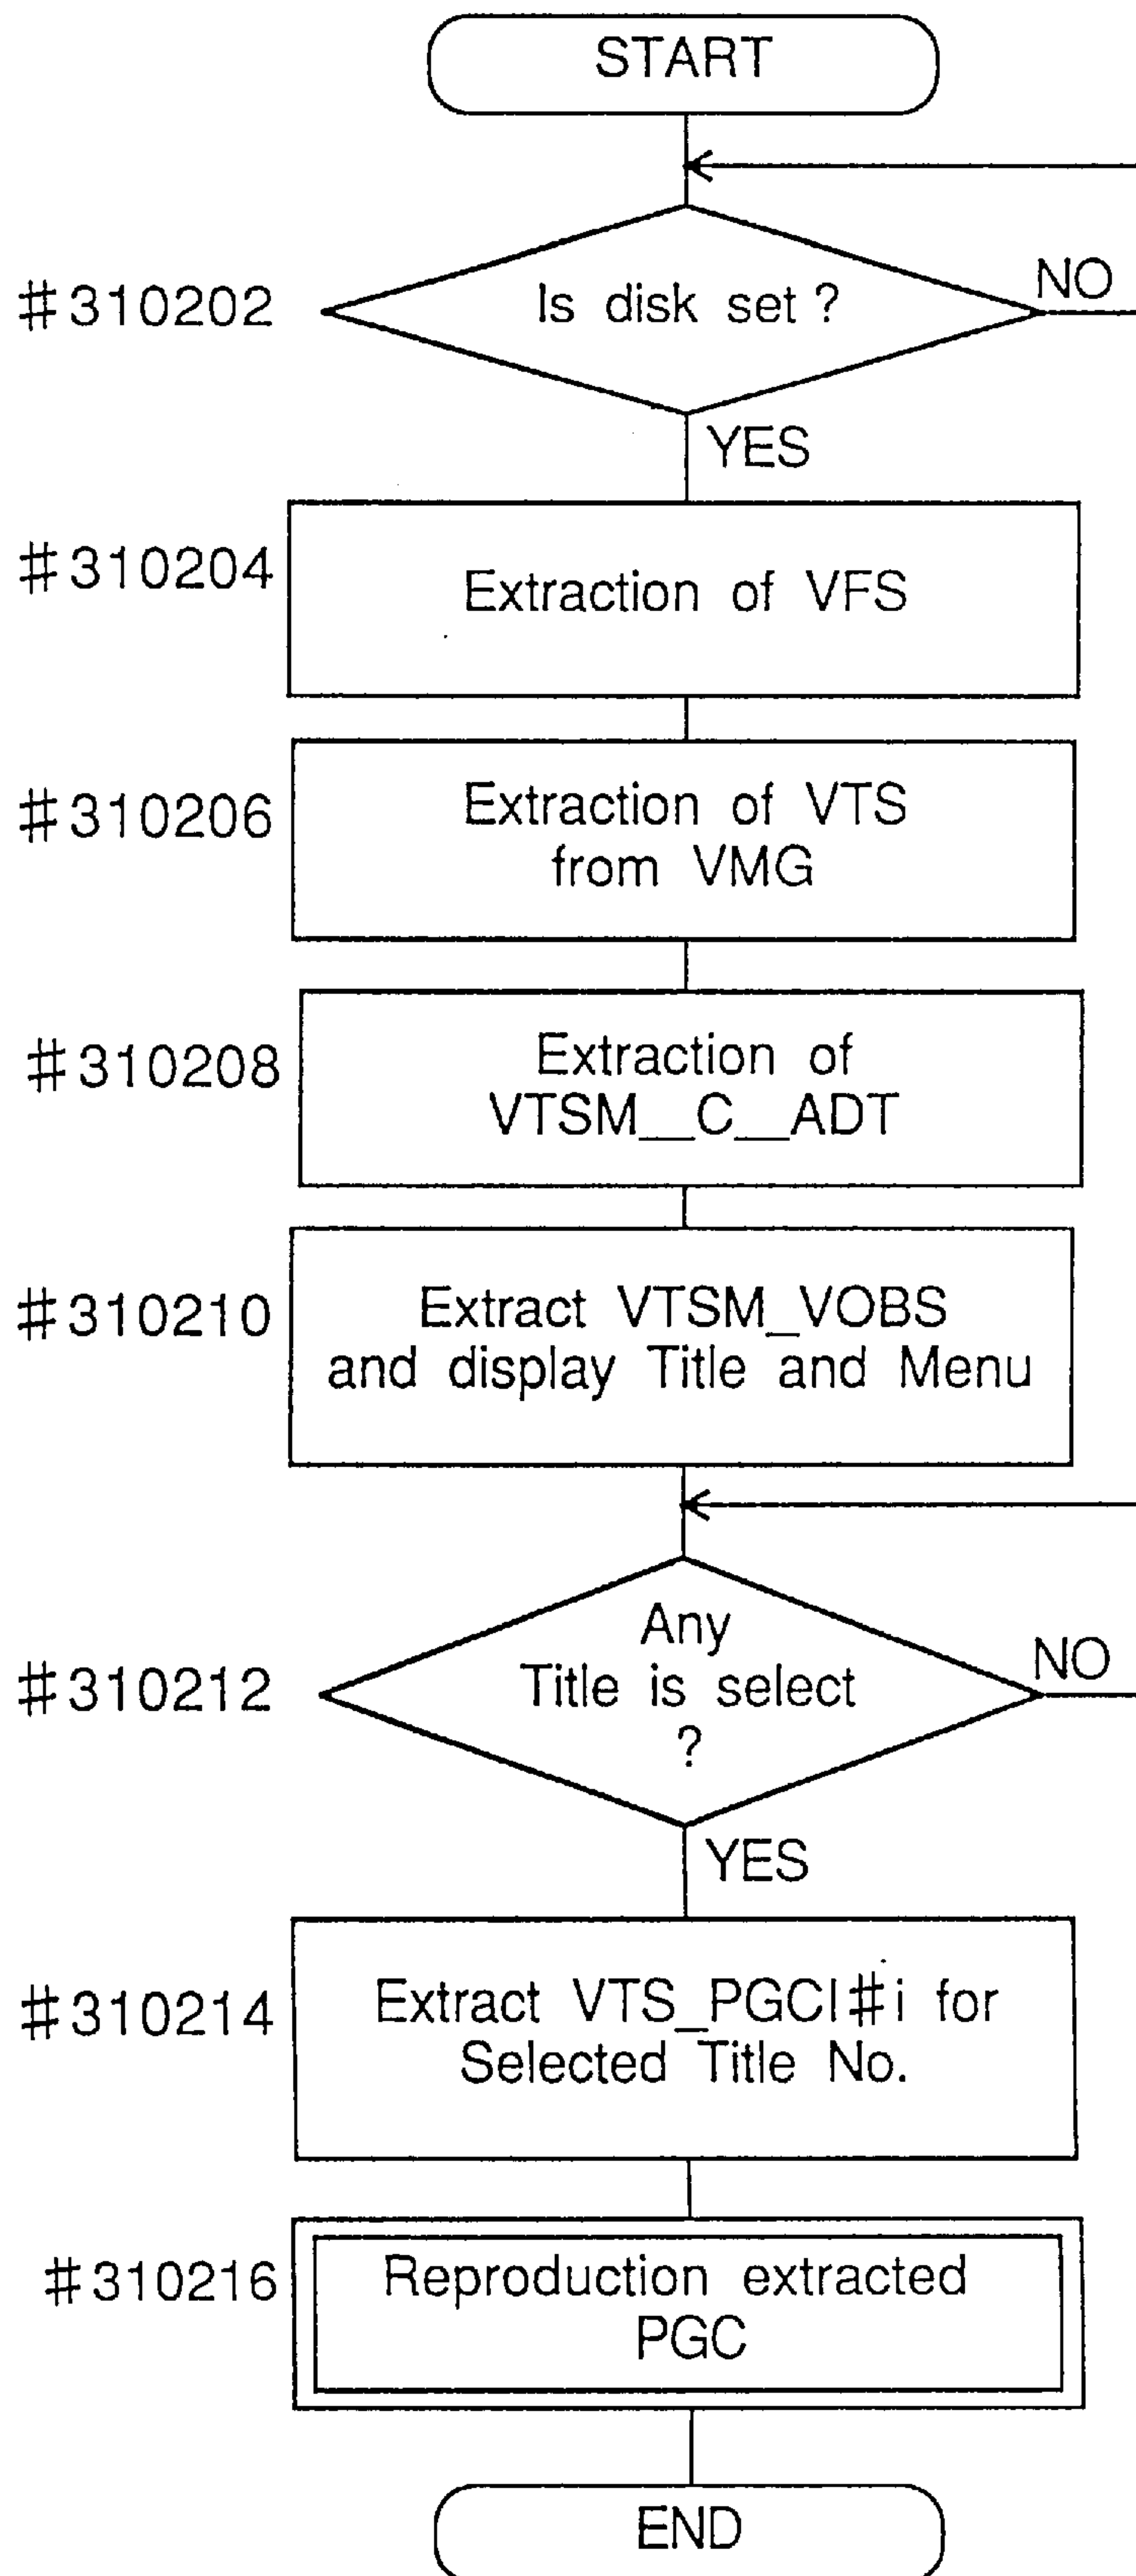 START
#310202
Is disk set ?
NO
YES
#310204
Extraction of VFS
#310206
Extraction of VTS
from VMG
#310208
Extraction of
VTSM__C__ADT
#310210
Extract VTSM_VOBS
and display Title and Menu
#310212
Any
Title is select
?
NO
YES
#310214
Extract VTS_PGCI#i for
Selected Title No.
#310216
Reproduction extracted
PGC
END